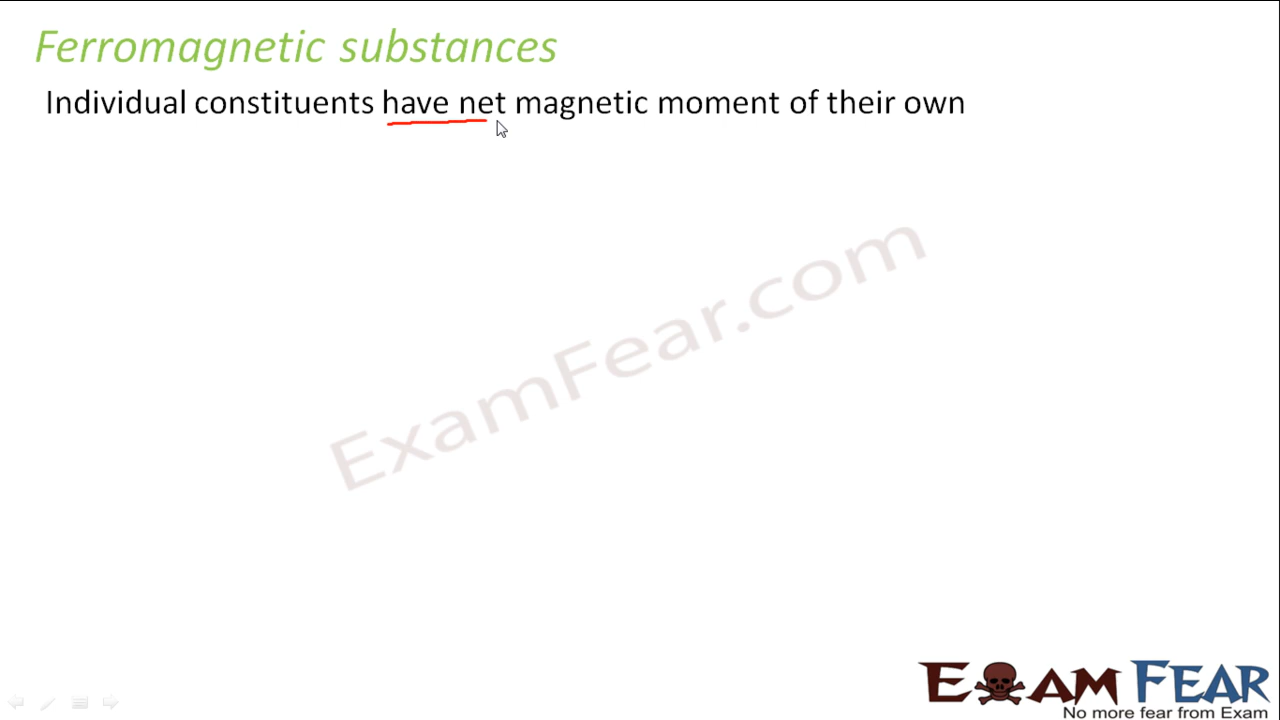 Ferromagnetic substances
Individual constituents have net magnetic moment of their own
ExamFear.com
EXAM FEAR
No more fear from Exam